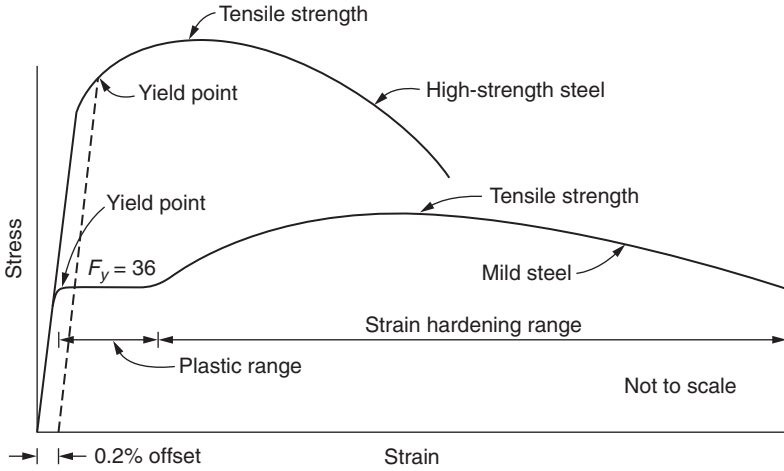 Tensile strength
Yield point
High-strength steel
Yield point
Tensile strength
Stress
Fy = 36
Mild steel
Strain hardening range
Plastic range
Not to scale
0.2% offset
Strain